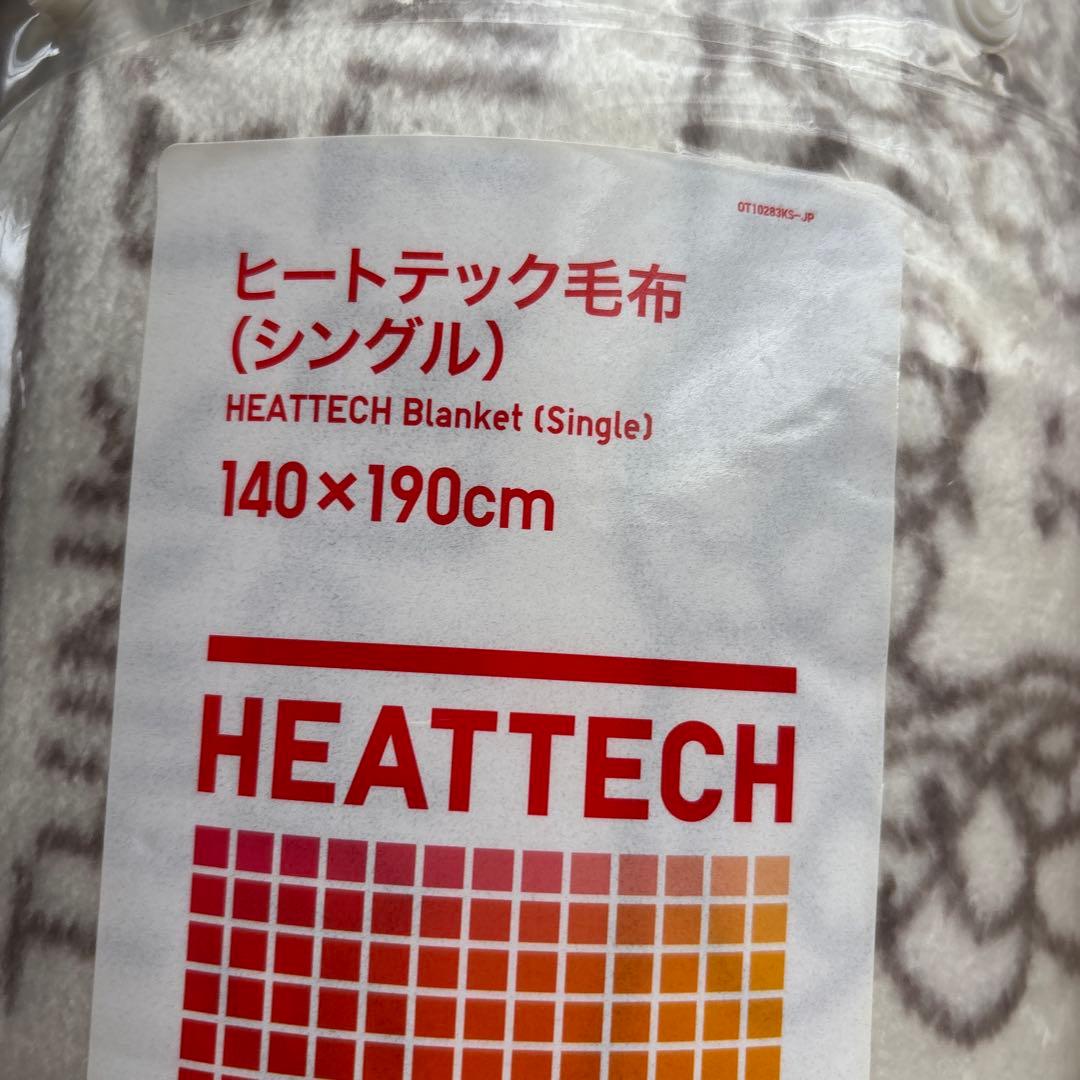 OT10283KS-JP
ヒートテック毛布
(シングル)
HEATTECH Blanket (Single)
140×190cm
HEATTECH